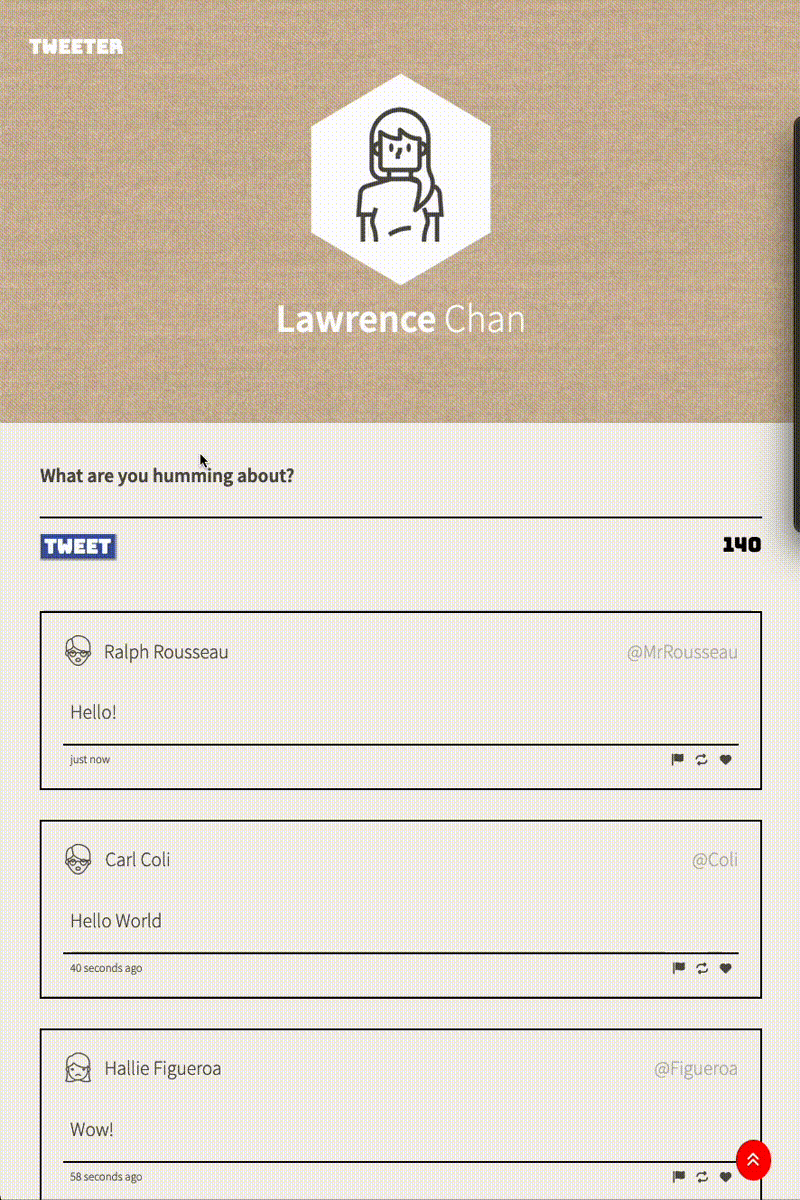 TWEETER
Lawrence Chan
What are you humming about?
TWEET 140
Ralph Rousseau @MrRousseau
Hello!
just now
Carl Coli @Coli
Hello World
40 seconds ago
Hallie Figueroa @Figueroa
Wow!
58 seconds ago